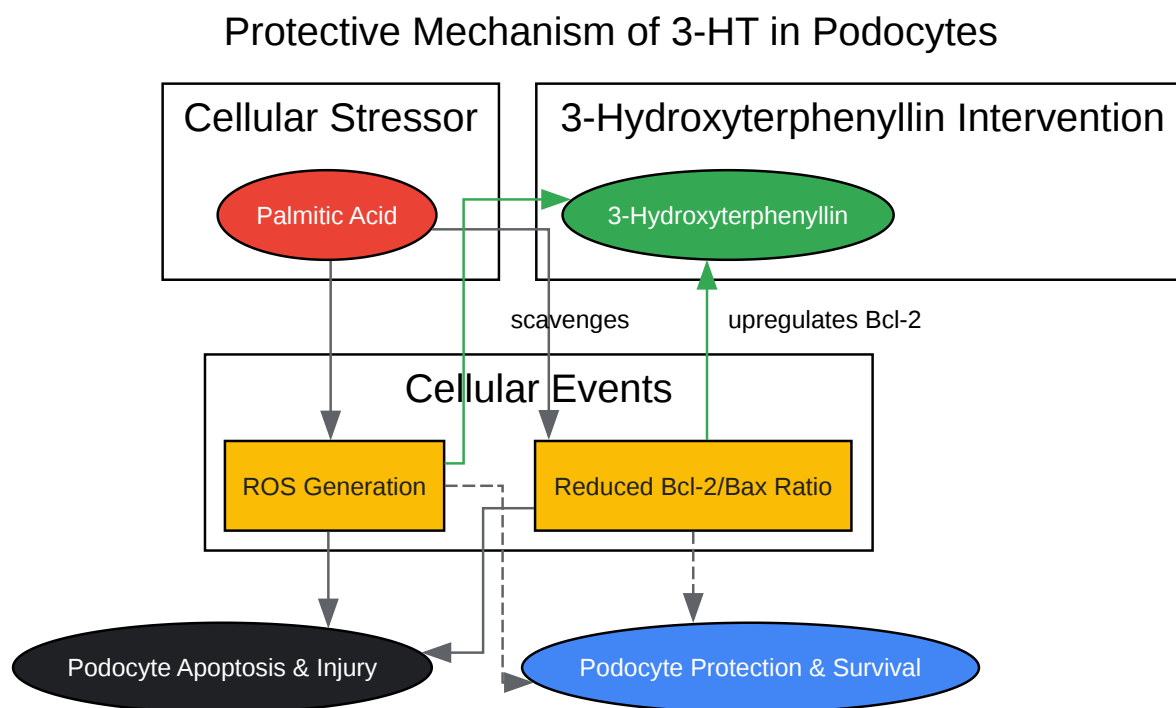 Protective Mechanism of 3-HT in Podocytes
Cellular Stressor
3-Hydroxyterphenyllin Intervention
Palmitic Acid
3-Hydroxyterphenyllin
scavenges
upregulates Bcl-2
Cellular Events
ROS Generation
Reduced Bcl-2/Bax Ratio
Podocyte Apoptosis & Injury
Podocyte Protection & Survival